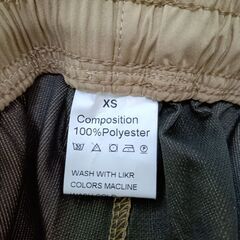 XS
Composition
100%Polyester
WASH WITH LIKR
COLORS MACLINE